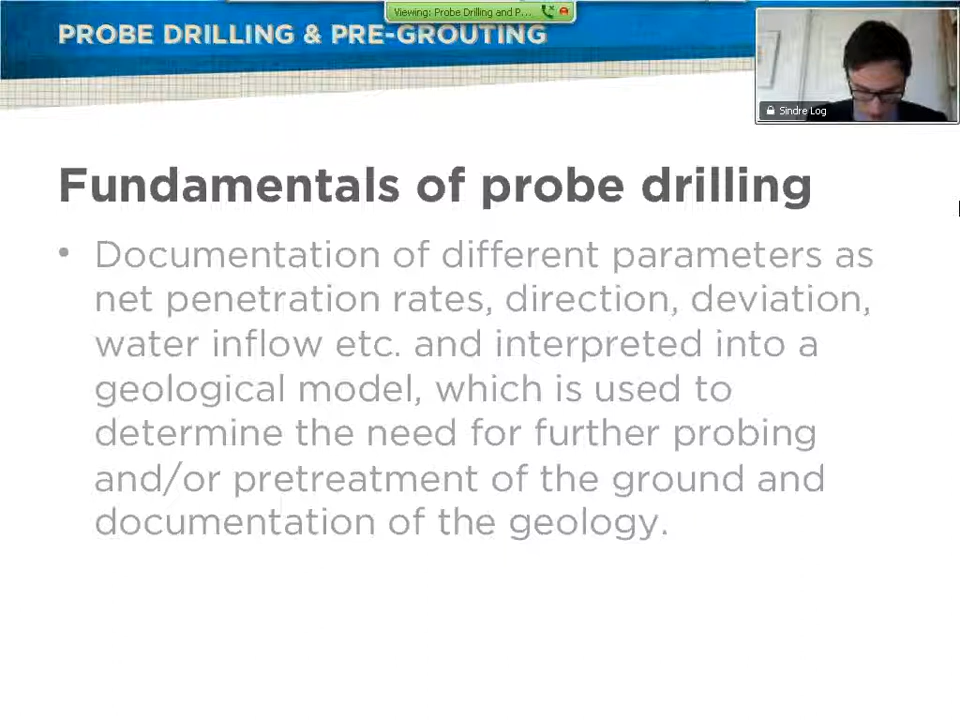 Viewing: Probe Drilling and P...
PROBE DRILLING & PRE-GROUTING
Sindre Log
Fundamentals of probe drilling
• Documentation of different parameters as
net penetration rates, direction, deviation,
water inflow etc. and interpreted into a
geological model, which is used to
determine the need for further probing
and/or pretreatment of the ground and
documentation of the geology.